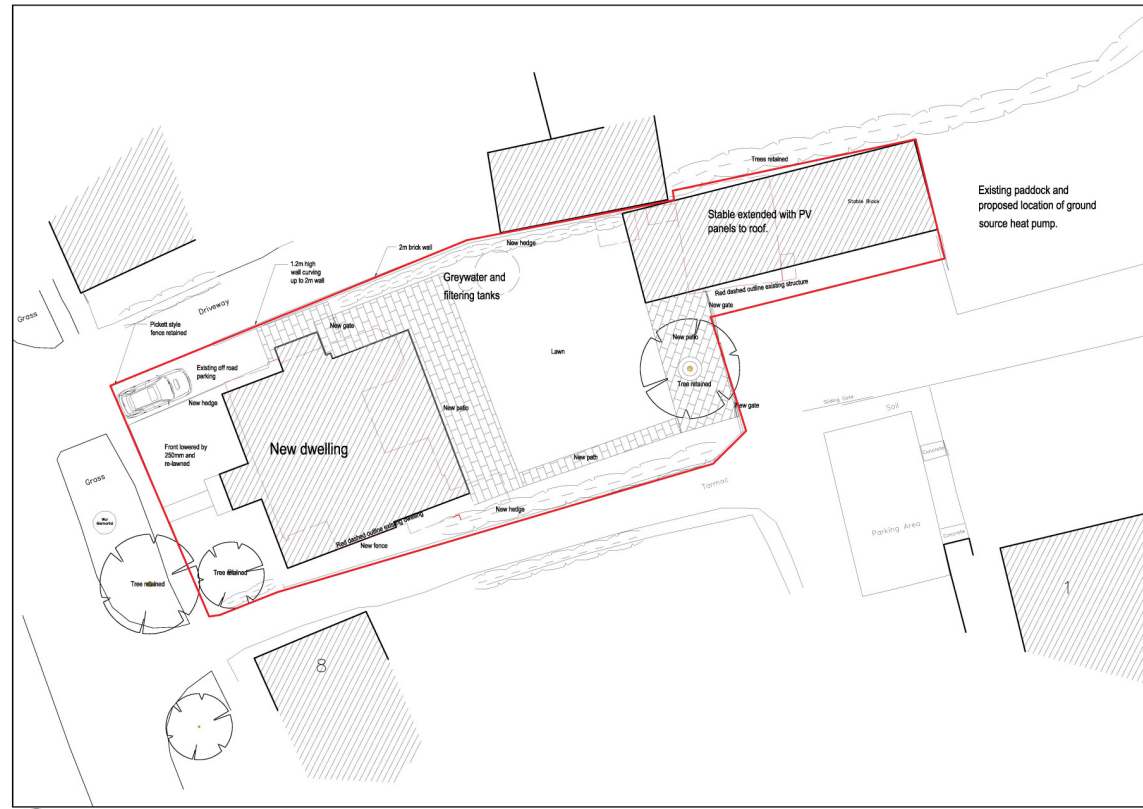 Trees retained
Existing paddock and
proposed location of ground
source heat pump.
Stable Block
Stable extended with PV
panels to roof.
New hedge
2m brick wall
1.2m high
wall curving
up to 2m wall
Greywater and
filtering tanks
Red dashed outline existing structure
New gate
Driveway
Grass
Pickett style
fence retained
New gate
New patio
Lawn
Existing off road
parking
Tree retained
New hedge
New patio
New gate
Sliding Gate
Soil
Front lowered by
250mm and
re-lawned
New dwelling
Concrete
New path
Grass
Tarmac
War
Memorial
New hedge
Red dashed outline existing dwelling
New fence
Parking Area
Concrete
Tree retained
Tree retained
1
8